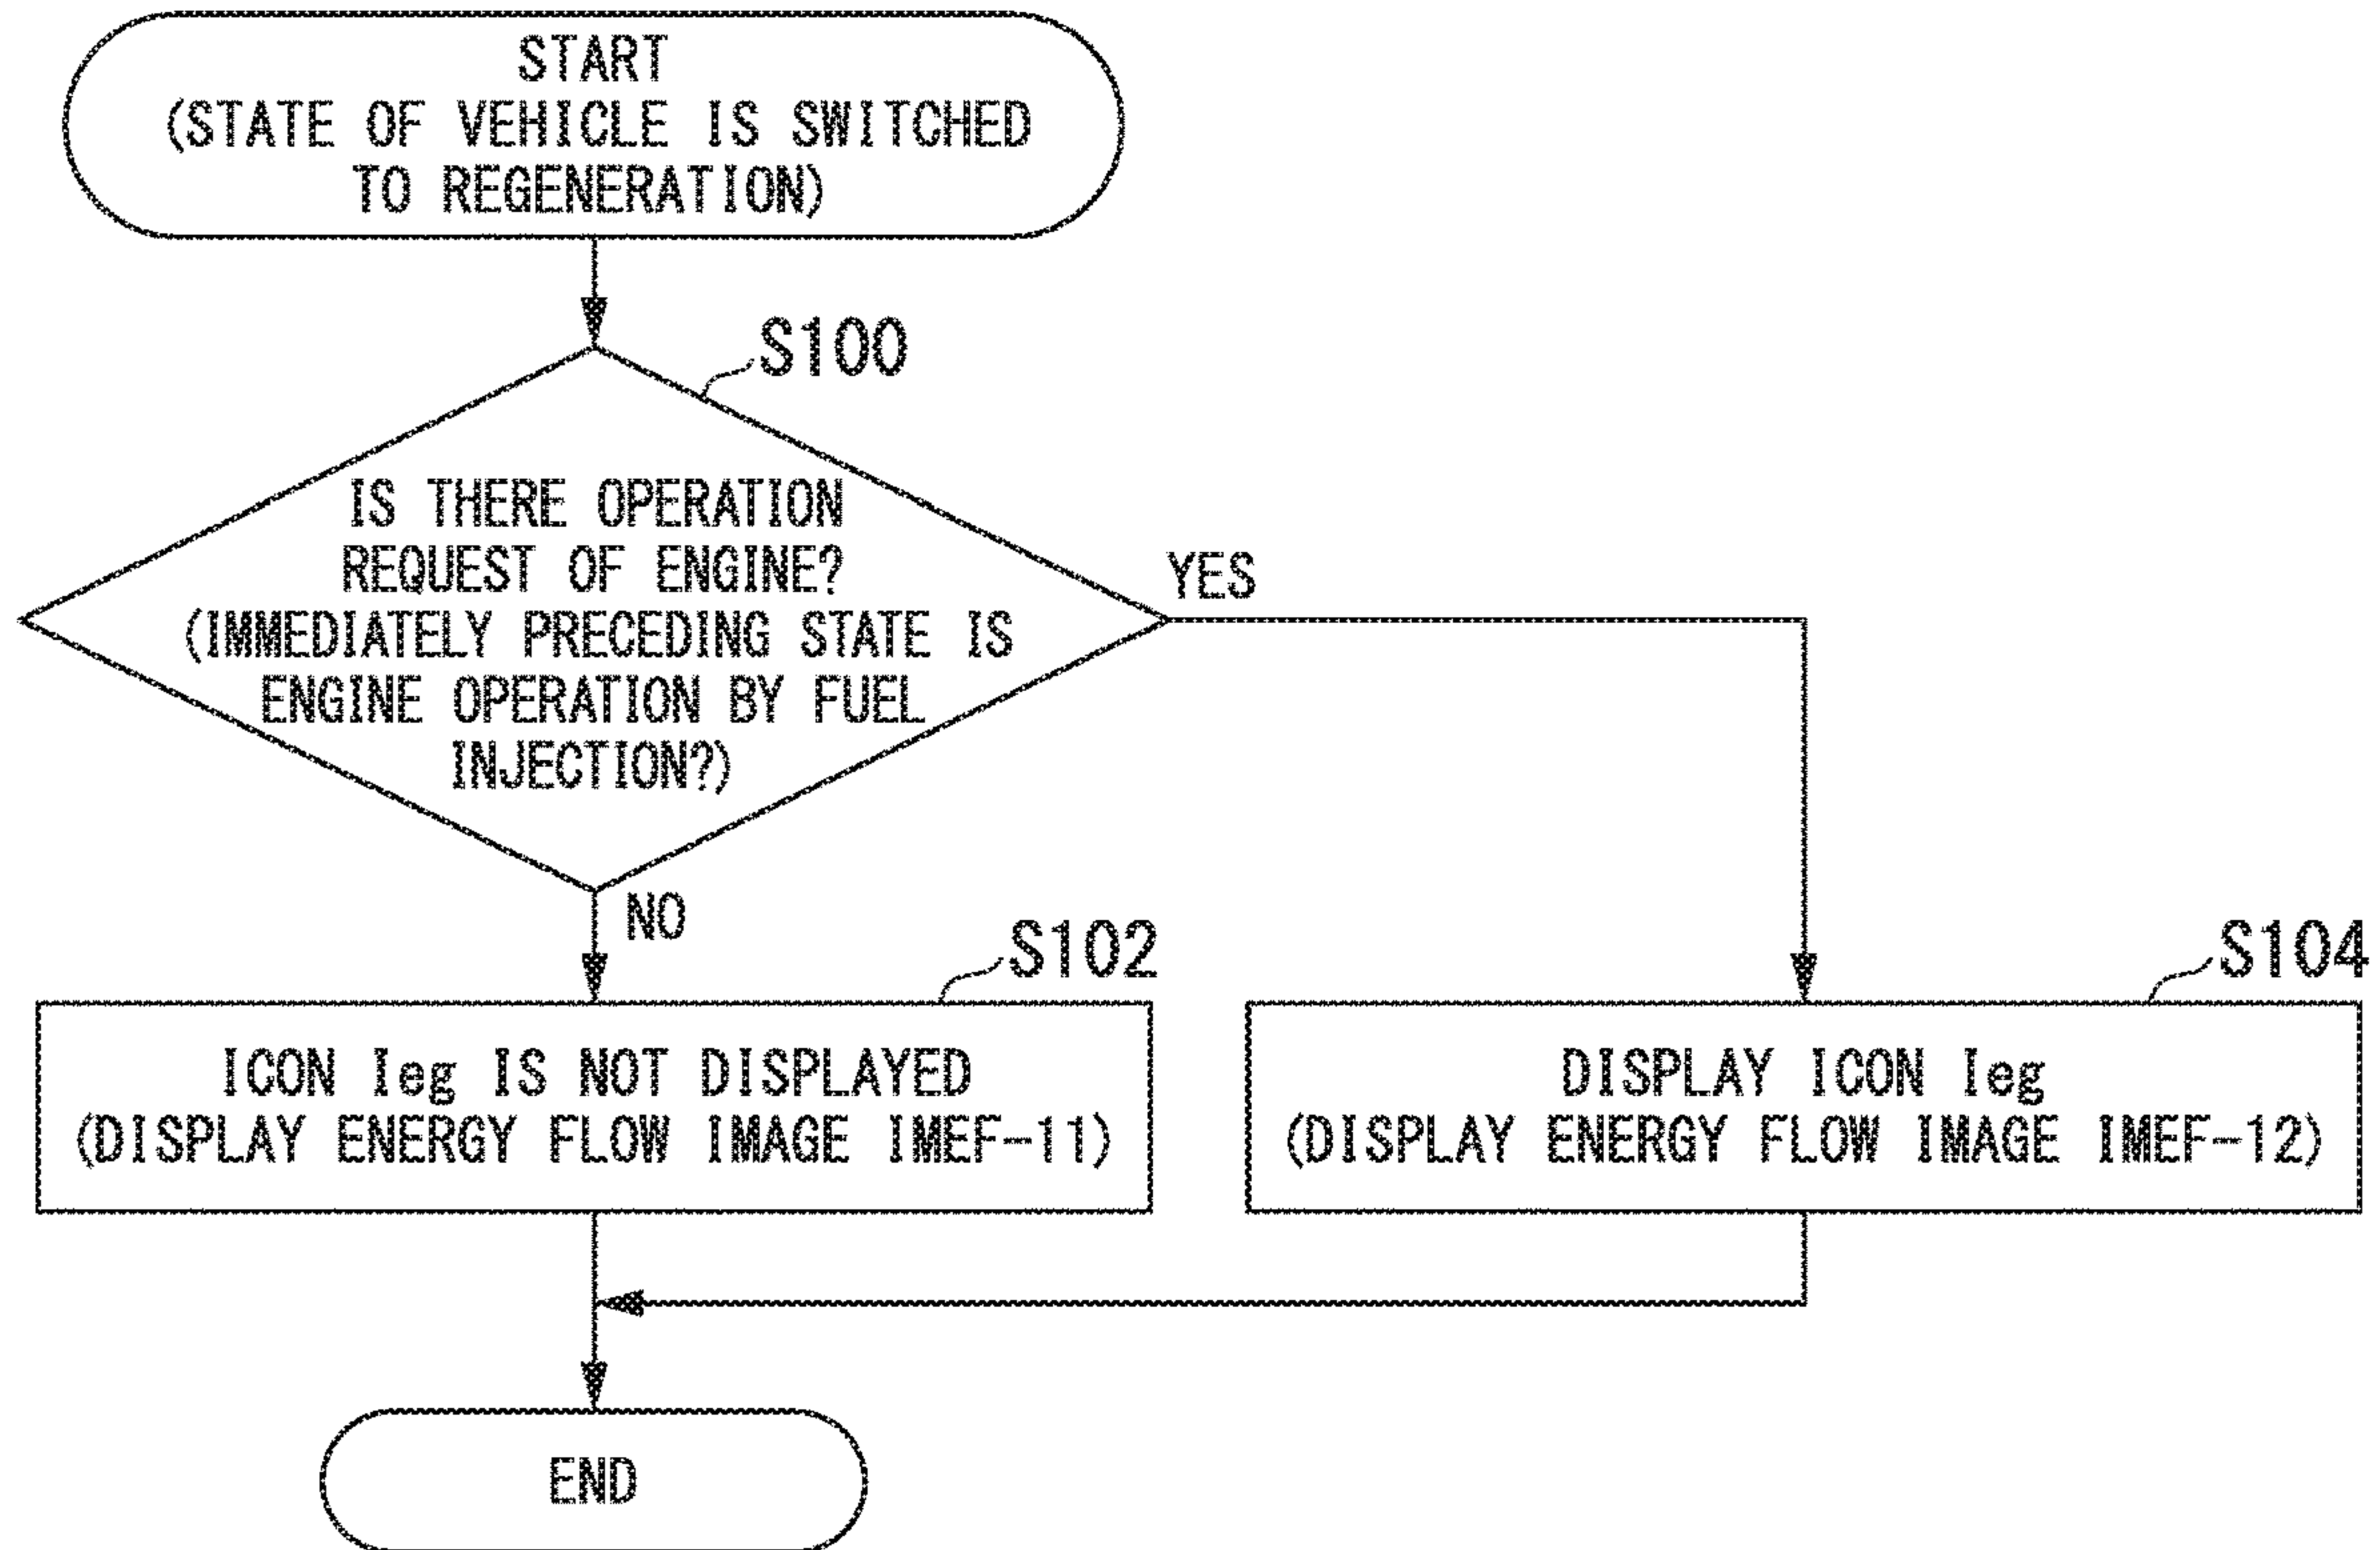 START
(STATE OF VEHICLE IS SWITCHED
TO REGENERATION)
S100
IS THERE OPERATION
REQUEST OF ENGINE?
(IMMEDIATELY PRECEDING STATE IS
ENGINE OPERATION BY FUEL
INJECTION?)
YES
NO
S102
ICON Ieg IS NOT DISPLAYED
(DISPLAY ENERGY FLOW IMAGE IMEF-11)
S104
DISPLAY ICON Ieg
(DISPLAY ENERGY FLOW IMAGE IMEF-12)
END